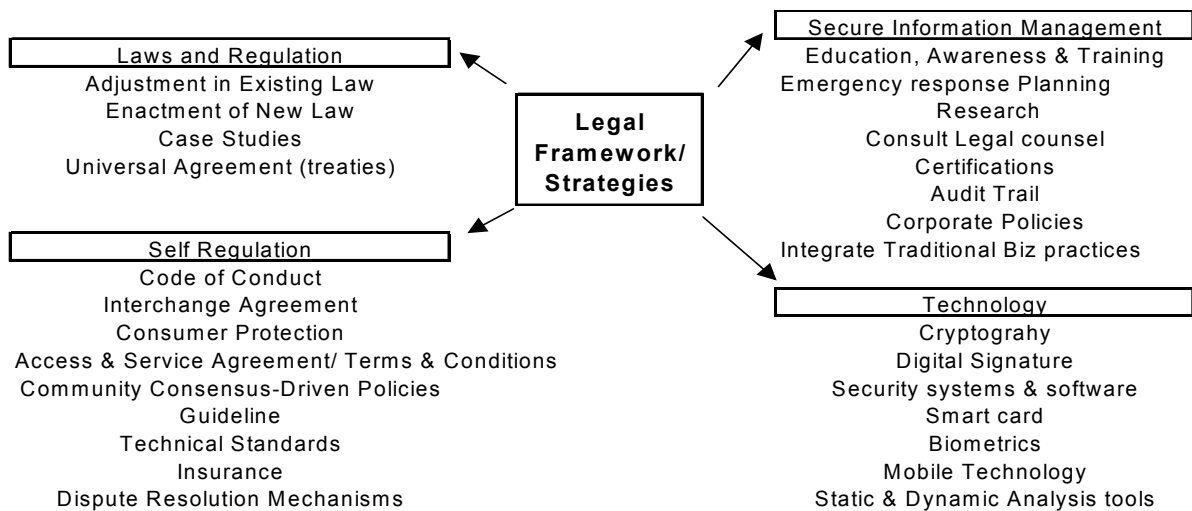 Laws and Regulation
Adjustment in Existing Law
Enactment of New Law
Case Studies
Universal Agreement (treaties)
Self Regulation
Code of Conduct
Interchange Agreement
Consumer Protection
Access & Service Agreement/ Terms & Conditions
Community Consensus-Driven Policies
Guideline
Technical Standards
Insurance
Dispute Resolution Mechanisms
Legal
Framework/
Strategies
Secure Information Management
Education, Awareness & Training
Emergency response Planning
Research
Consult Legal counsel
Certifications
Audit Trail
Corporate Policies
Integrate Traditional Biz practices
Technology
Cryptograhy
Digital Signature
Security systems & software
Smart card
Biometrics
Mobile Technology
Static & Dynamic Analysis tools